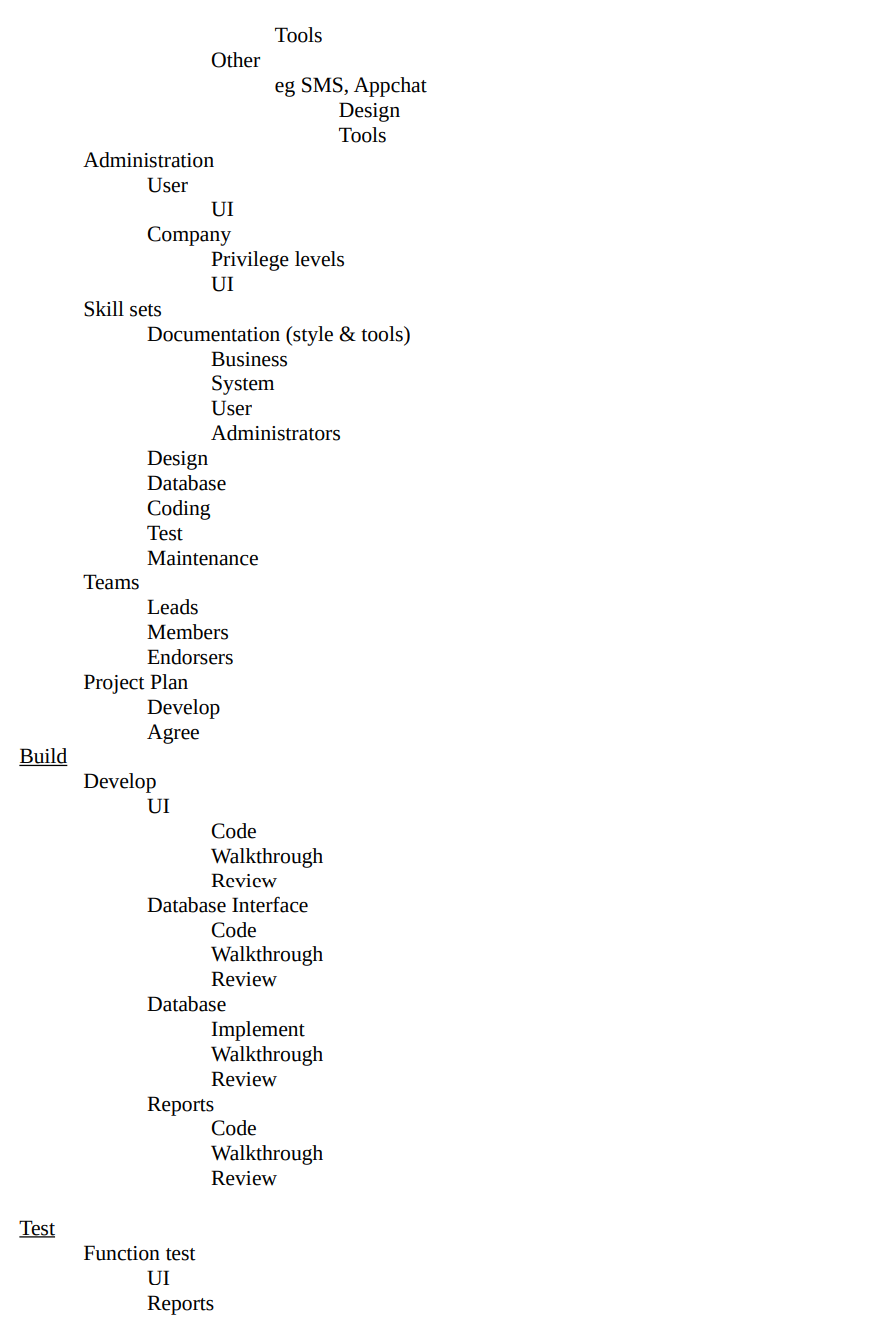 Tools
Other
eg SMS, Appchat
Design
Tools
Administration
User
UI
Company
Privilege levels
UI
Skill sets
Documentation (style & tools)
Business
System
User
Administrators
Design
Database
Coding
Test
Maintenance
Teams
Leads
Members
Endorsers
Project Plan
Develop
Agree
Build
Develop
UI
Code
Walkthrough
Review
Database Interface
Code
Walkthrough
Review
Database
Implement
Walkthrough
Review
Reports
Code
Walkthrough
Review
Test
Function test
UI
Reports